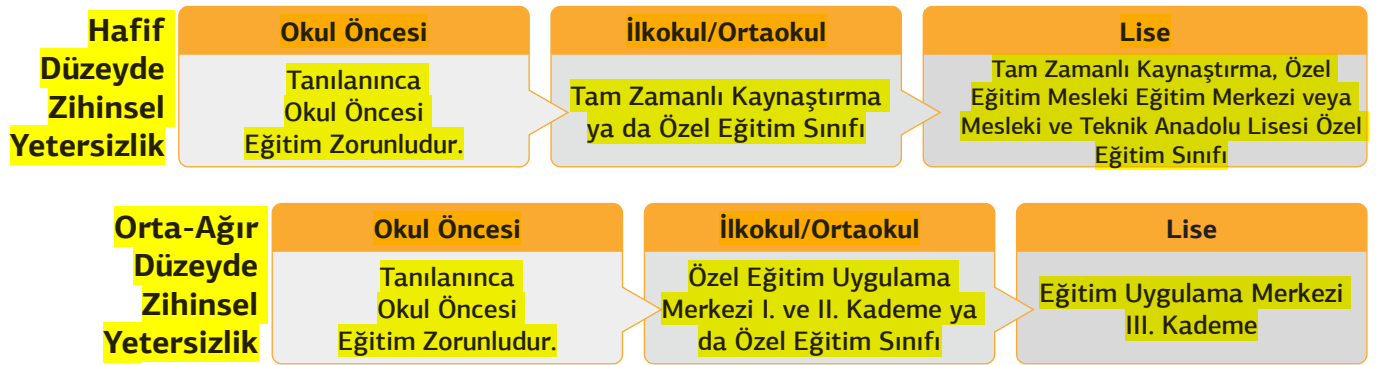 Hafif
Düzeyde
Zihinsel
Yetersizlik
Okul Öncesi
Tanılanınca
Okul Öncesi
Eğitim Zorunludur.
İlkokul/Ortaokul
Tam Zamanlı Kaynaştırma
ya da Özel Eğitim Sınıfı
Lise
Tam Zamanlı Kaynaştırma, Özel
Eğitim Mesleki Eğitim Merkezi veya
Mesleki ve Teknik Anadolu Lisesi Özel
Eğitim Sınıfı
Orta-Ağır
Düzeyde
Zihinsel
Yetersizlik
Okul Öncesi
Tanılanınca
Okul Öncesi
Eğitim Zorunludur.
İlkokul/Ortaokul
Özel Eğitim Uygulama
Merkezi I. ve II. Kademe ya
da Özel Eğitim Sınıfı
Lise
Eğitim Uygulama Merkezi
III. Kademe